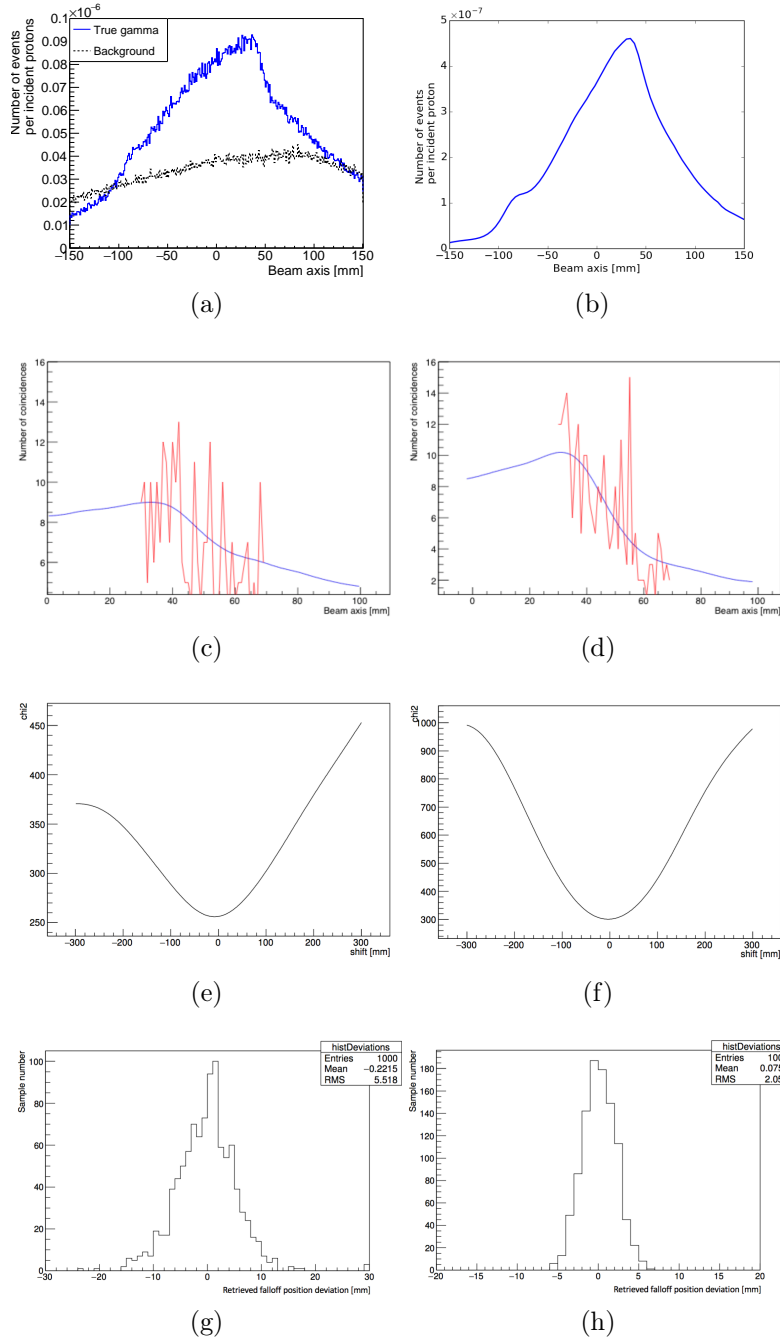 0.1 ×10−6
True gamma
Background
Number of events
per incident protons
0.09
0.08
0.07
0.06
0.05
0.04
0.03
0.02
0.01
0
−150 −100 −50 0 50 100 150
Beam axis [mm]
(a)
×10−7
5
4
3
2
1
0
Number of events
per incident proton
−150 −100 −50 0 50 100 150
Beam axis [mm]
(b)
Number of coincidences
16
14
12
10
8
6
0 20 40 60 80 100
Beam axis [mm]
(c)
Number of coincidences
16
14
12
10
8
6
4
2
0 20 40 60 80 100
Beam axis [mm]
(d)
chi2
450
400
350
300
250
−300 −200 −100 0 100 200 300
shift [mm]
(e)
chi2
1000
900
800
700
600
500
400
300
−300 −200 −100 0 100 200 300
shift [mm]
(f)
histDeviations
Entries 1000
Mean −0.2215
RMS 5.518
Sample number
100
80
60
40
20
0
−30 −20 −10 0 10 20 30
Retrieved falloff position deviation [mm]
(g)
histDeviations
Entries 100
Mean 0.075
RMS 2.05
Sample number
180
160
140
120
100
80
60
40
20
0
−20 −15 −10 −5 0 5 10 15 20
Retrieved falloff position deviation [mm]
(h)